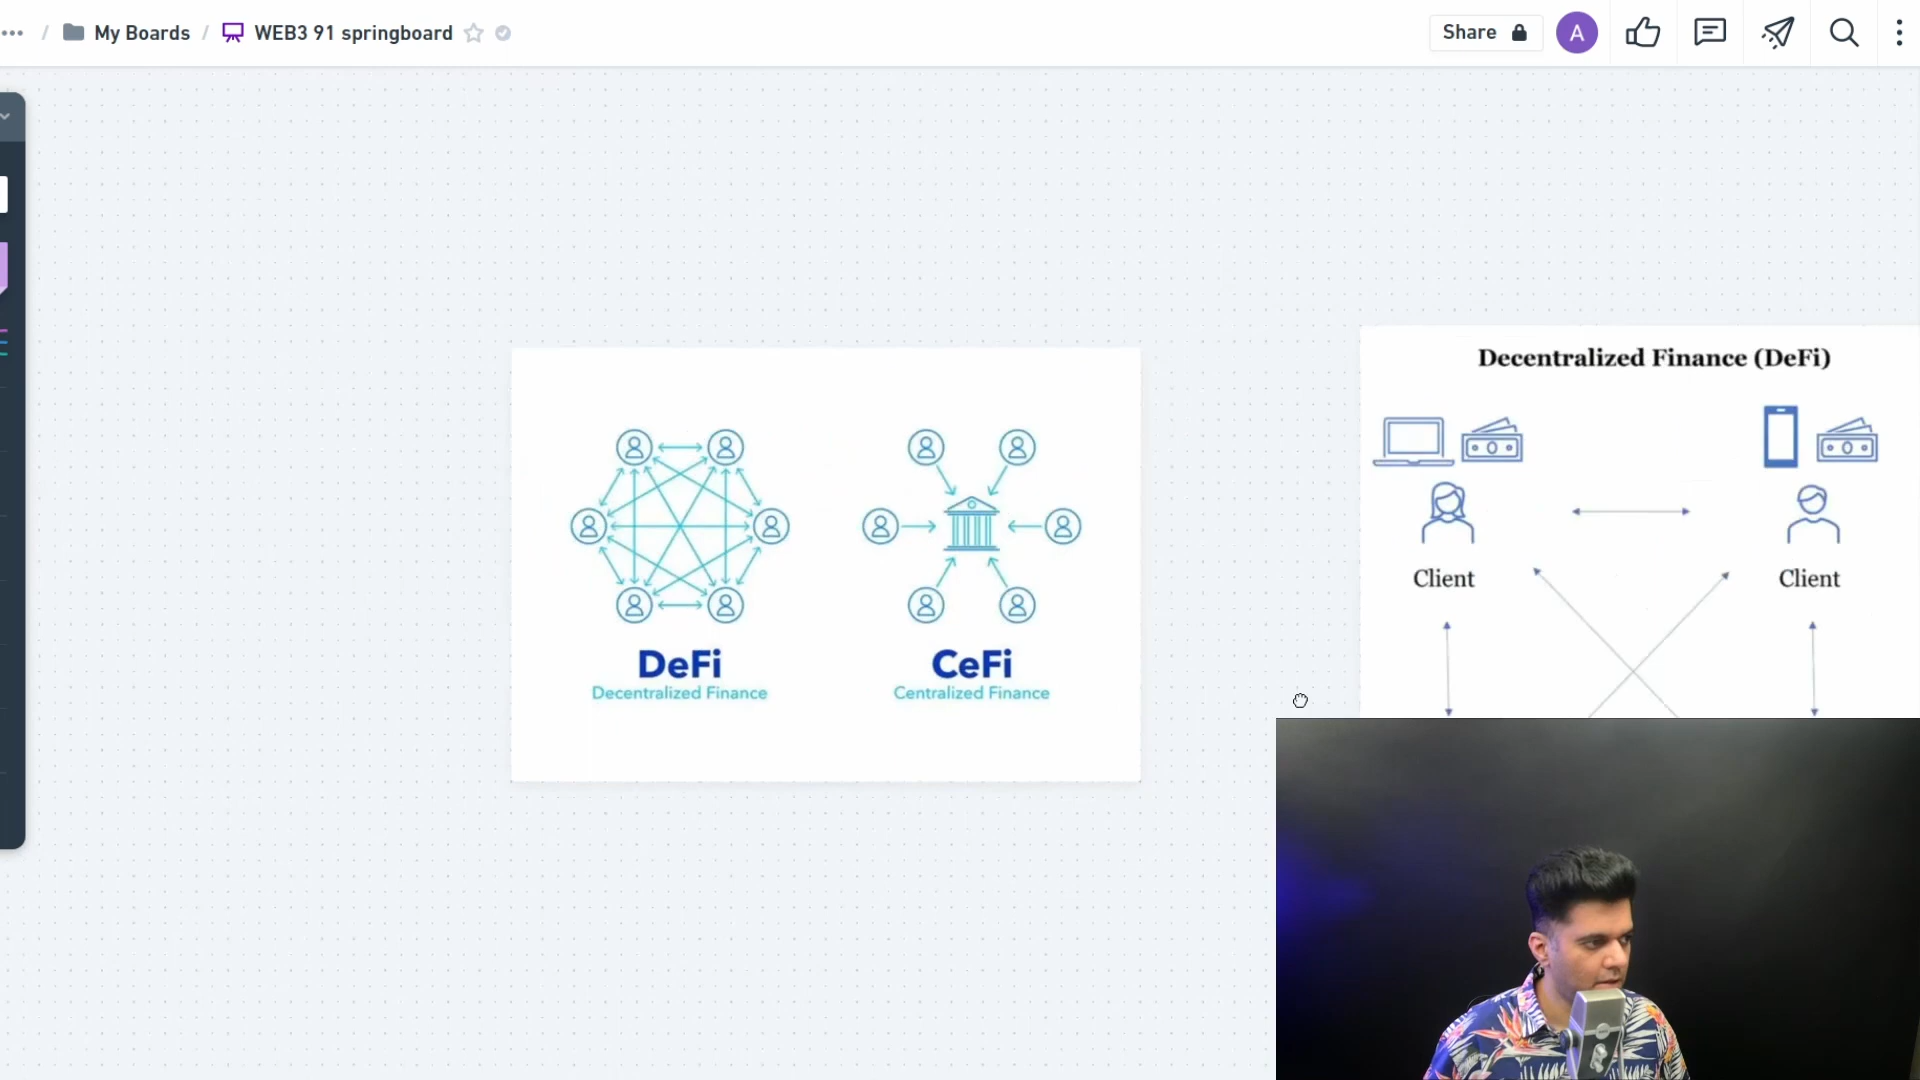 My Boards / WEB3 91 springboard
Share
A
DeFi
Decentralized Finance
CeFi
Centralized Finance
Decentralized Finance (DeFi)
Client
Client